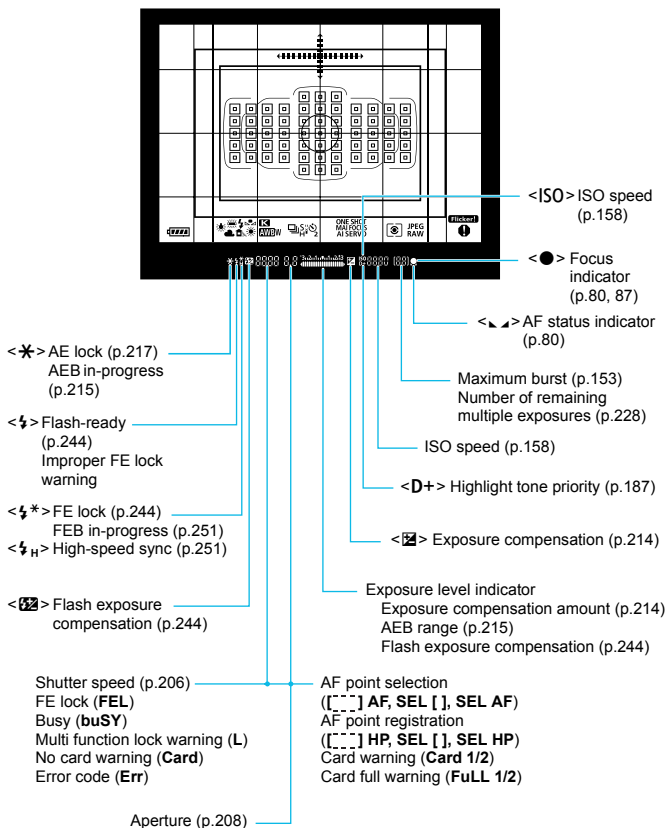 ONE SHOT
MAI FOCUS
AI SERVO
K
AWB W
JPEG
RAW
Flicker!
<ISO> ISO speed
(p.158)
<●> Focus
indicator
(p.80, 87)
<◣ ◢> AF status indicator
(p.80)
<✱> AE lock (p.217)
AEB in-progress
(p.215)
Maximum burst (p.153)
Number of remaining
multiple exposures (p.228)
<⚡> Flash-ready
(p.244)
Improper FE lock
warning
ISO speed (p.158)
<D+> Highlight tone priority (p.187)
<⚡*> FE lock (p.244)
FEB in-progress (p.251)
<⚡H> High-speed sync (p.251)
<> Exposure compensation (p.214)
<> Flash exposure
compensation (p.244)
Exposure level indicator
Exposure compensation amount (p.214)
AEB range (p.215)
Flash exposure compensation (p.244)
Shutter speed (p.206)
FE lock (FEL)
Busy (buSY)
Multi function lock warning (L)
No card warning (Card)
Error code (Err)
AF point selection
([---] AF, SEL [ ], SEL AF)
AF point registration
([---] HP, SEL [ ], SEL HP)
Card warning (Card 1/2)
Card full warning (FuLL 1/2)
Aperture (p.208)